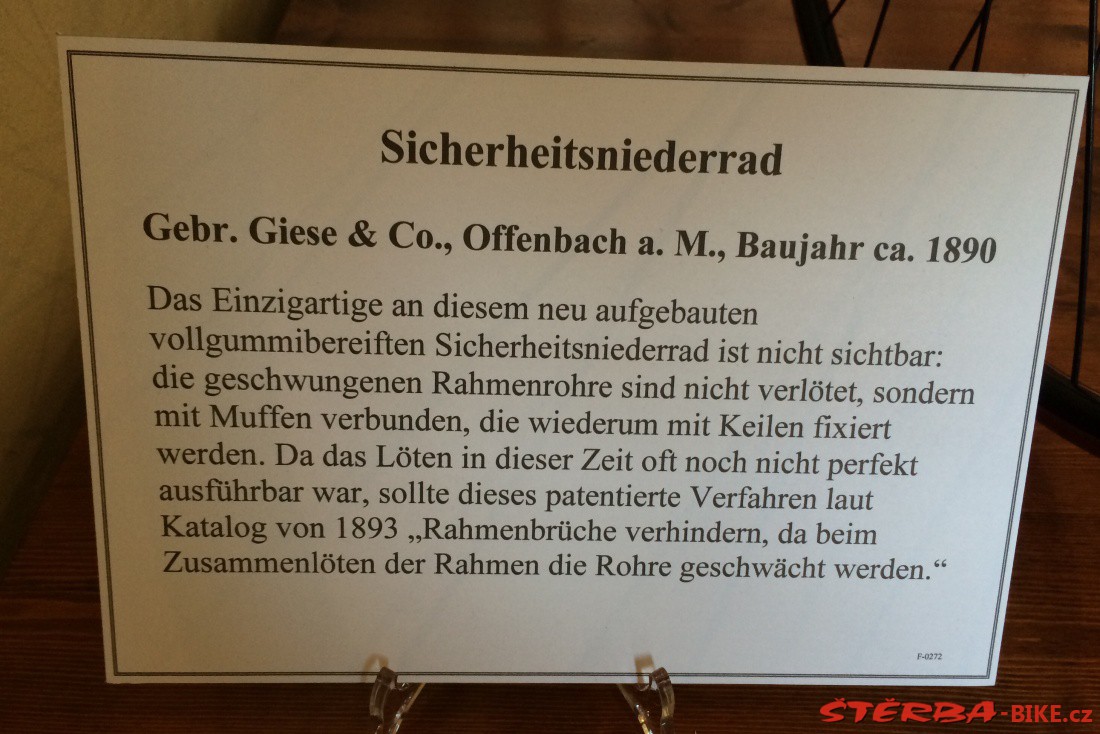 Sicherheitsniederrad
Gebr. Giese & Co., Offenbach a. M., Baujahr ca. 1890
Das Einzigartige an diesem neu aufgebauten
vollgummibereiften Sicherheitsniederrad ist nicht sichtbar:
die geschwungenen Rahmenrohre sind nicht verlötet, sondern
mit Muffen verbunden, die wiederum mit Keilen fixiert
werden. Da das Löten in dieser Zeit oft noch nicht perfekt
ausführbar war, sollte dieses patentierte Verfahren laut
Katalog von 1893 „Rahmenbrüche verhindern, da beim
Zusammenlöten der Rahmen die Rohre geschwächt werden.“
F-0272
ŠTĚRBA-BIKE.cz